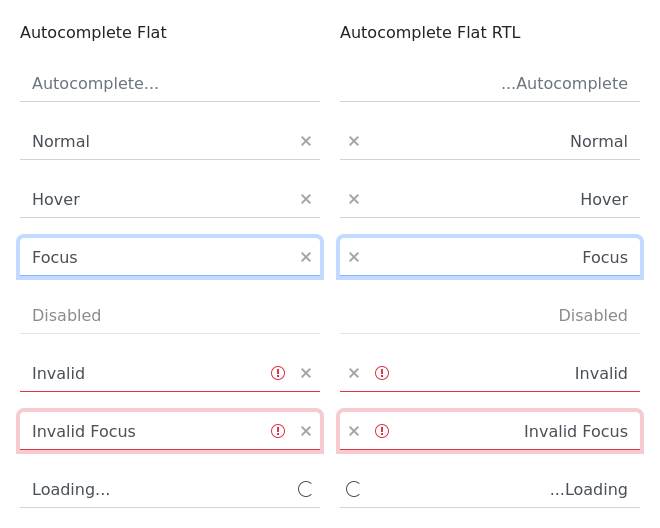 Autocomplete Flat
Autocomplete Flat RTL
Autocomplete...
...Autocomplete
Normal
Normal
Hover
Hover
Focus
Focus
Disabled
Disabled
Invalid
Invalid
Invalid Focus
Invalid Focus
Loading...
...Loading